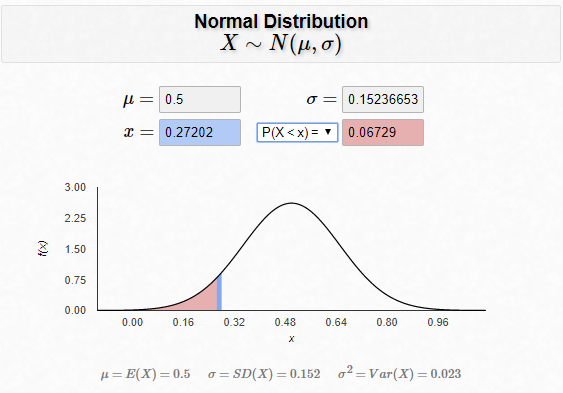 Normal Distribution
X ∼ N(μ, σ)
μ = 0.5 σ = 0.15236653
x = 0.27202 P(X < x) = ▼ 0.06729
3.00
2.25
1.50
0.75
0.00
f(x)
0.00 0.16 0.32 0.48 0.64 0.80 0.96
x
μ = E(X) = 0.5 σ = SD(X) = 0.152 σ² = Var(X) = 0.023